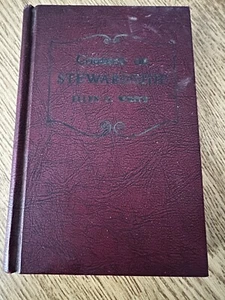 Counsels on
STEWARDSHIP
ELLEN G. WHITE